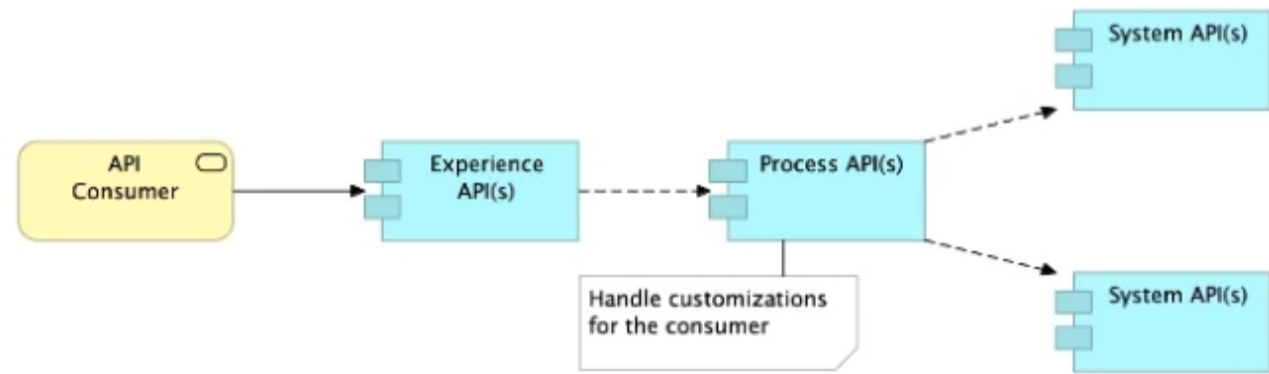 API
Consumer
Experience
API(s)
Process API(s)
System API(s)
System API(s)
Handle customizations
for the consumer